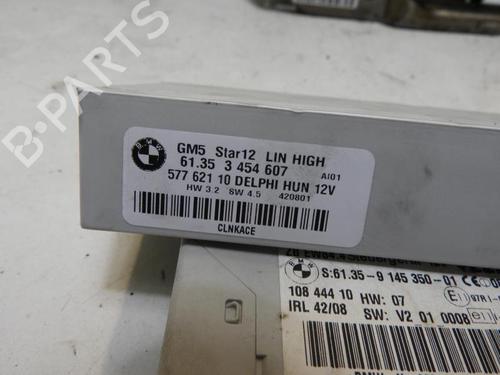 BMW
GM5 Star12 LIN HIGH
61.35 3 454 607 AI01
577 621 10 DELPHI HUN 12V
HW 3.2 SW 4.5 420801
CLNKACE
S:61.35-9 145 350-01 CE
108 444 10 HW: 07
IRL 42/08 SW: V2 01 0008 e11